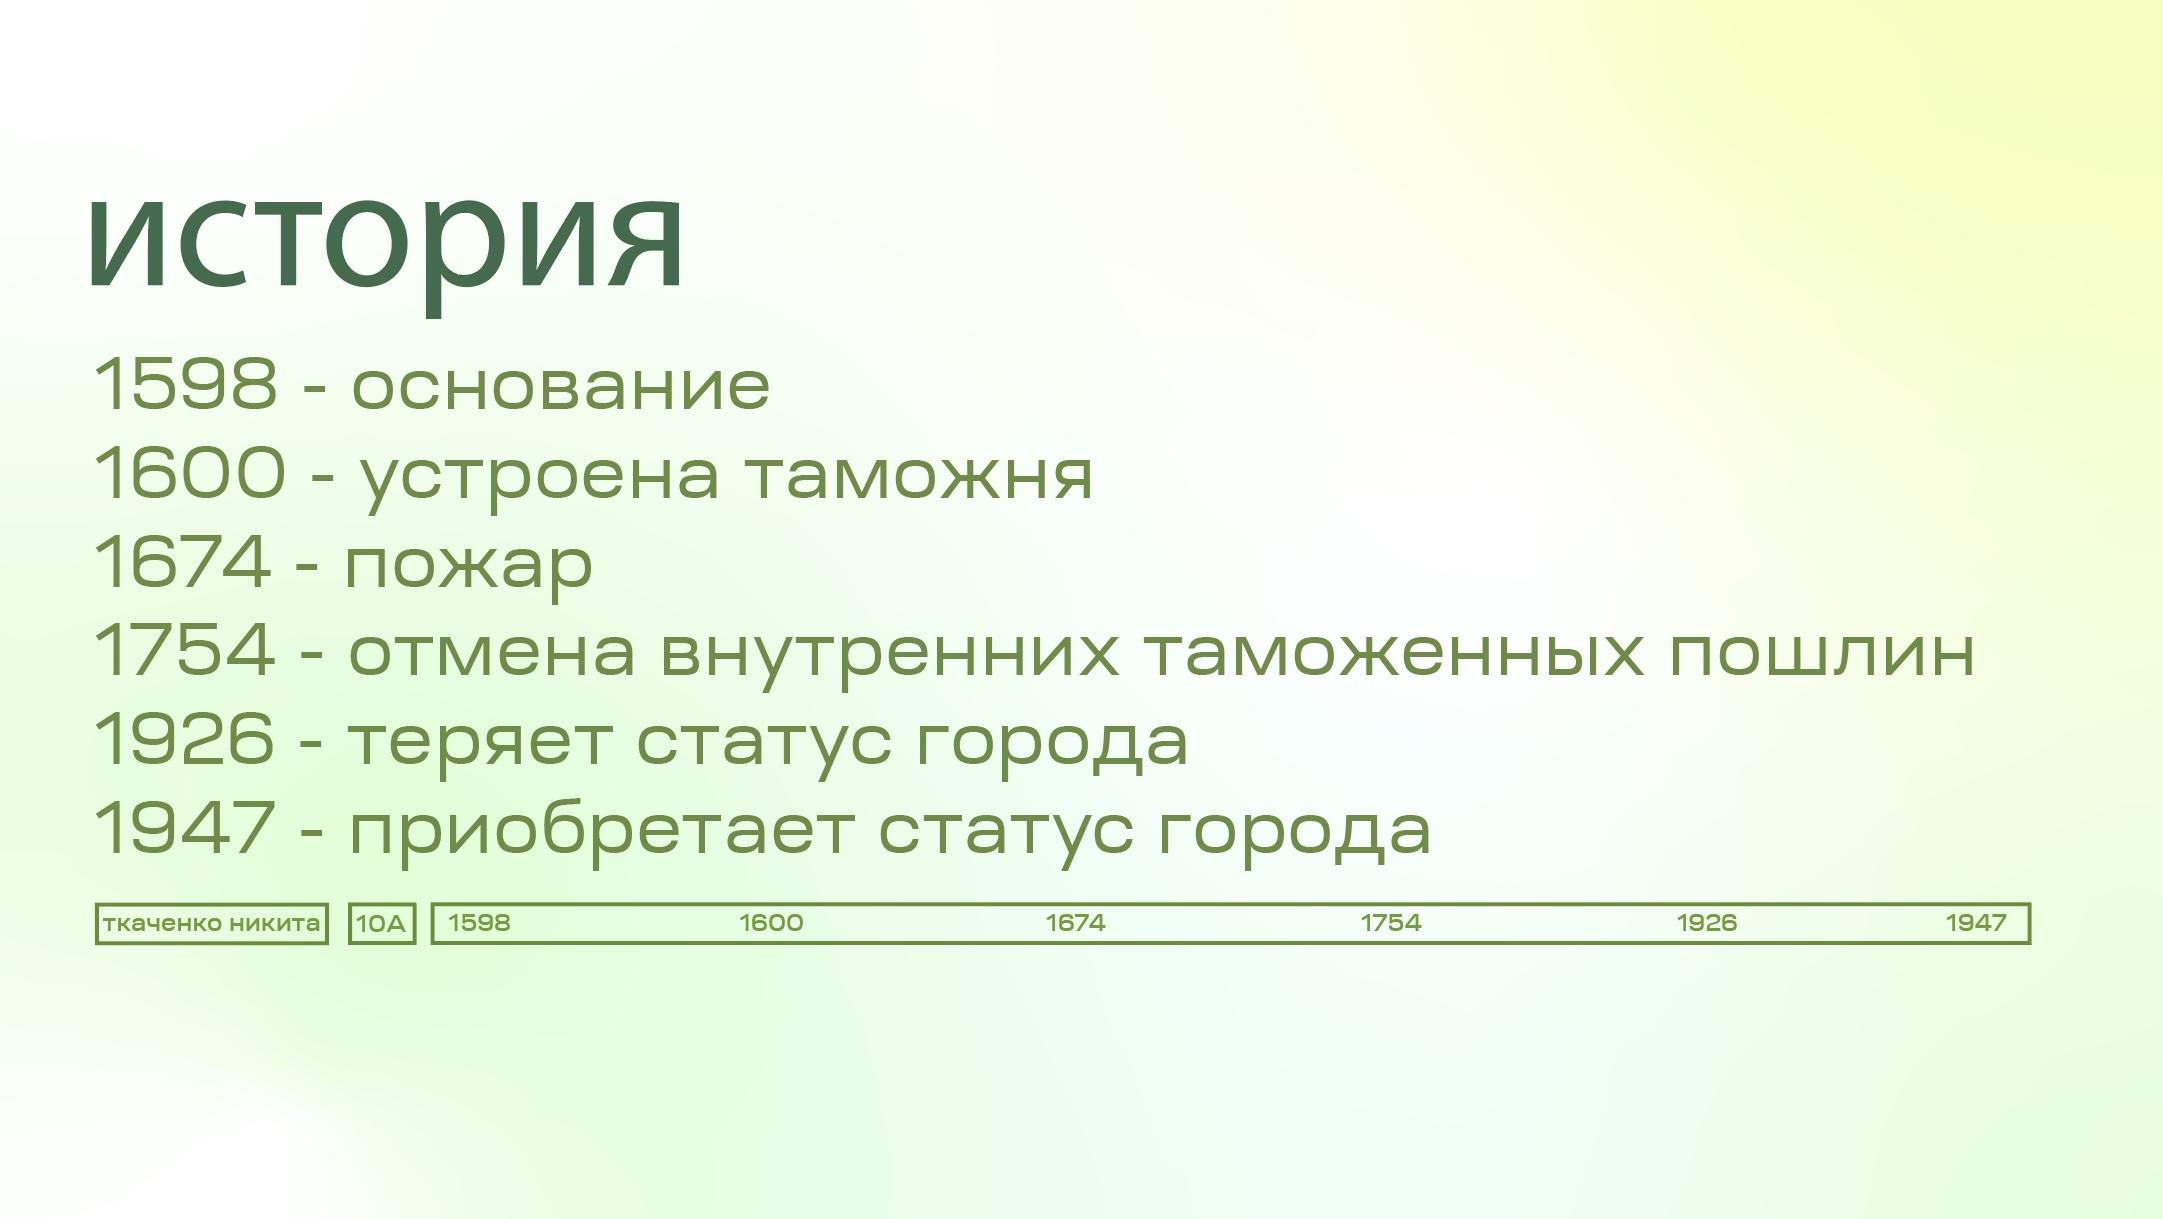 история
1598 - основание
1600 - устроена таможня
1674 - пожар
1754 - отмена внутренних таможенных пошлин
1926 - теряет статус города
1947 - приобретает статус города
ткаченко никита 10А 1598 1600 1674 1754 1926 1947